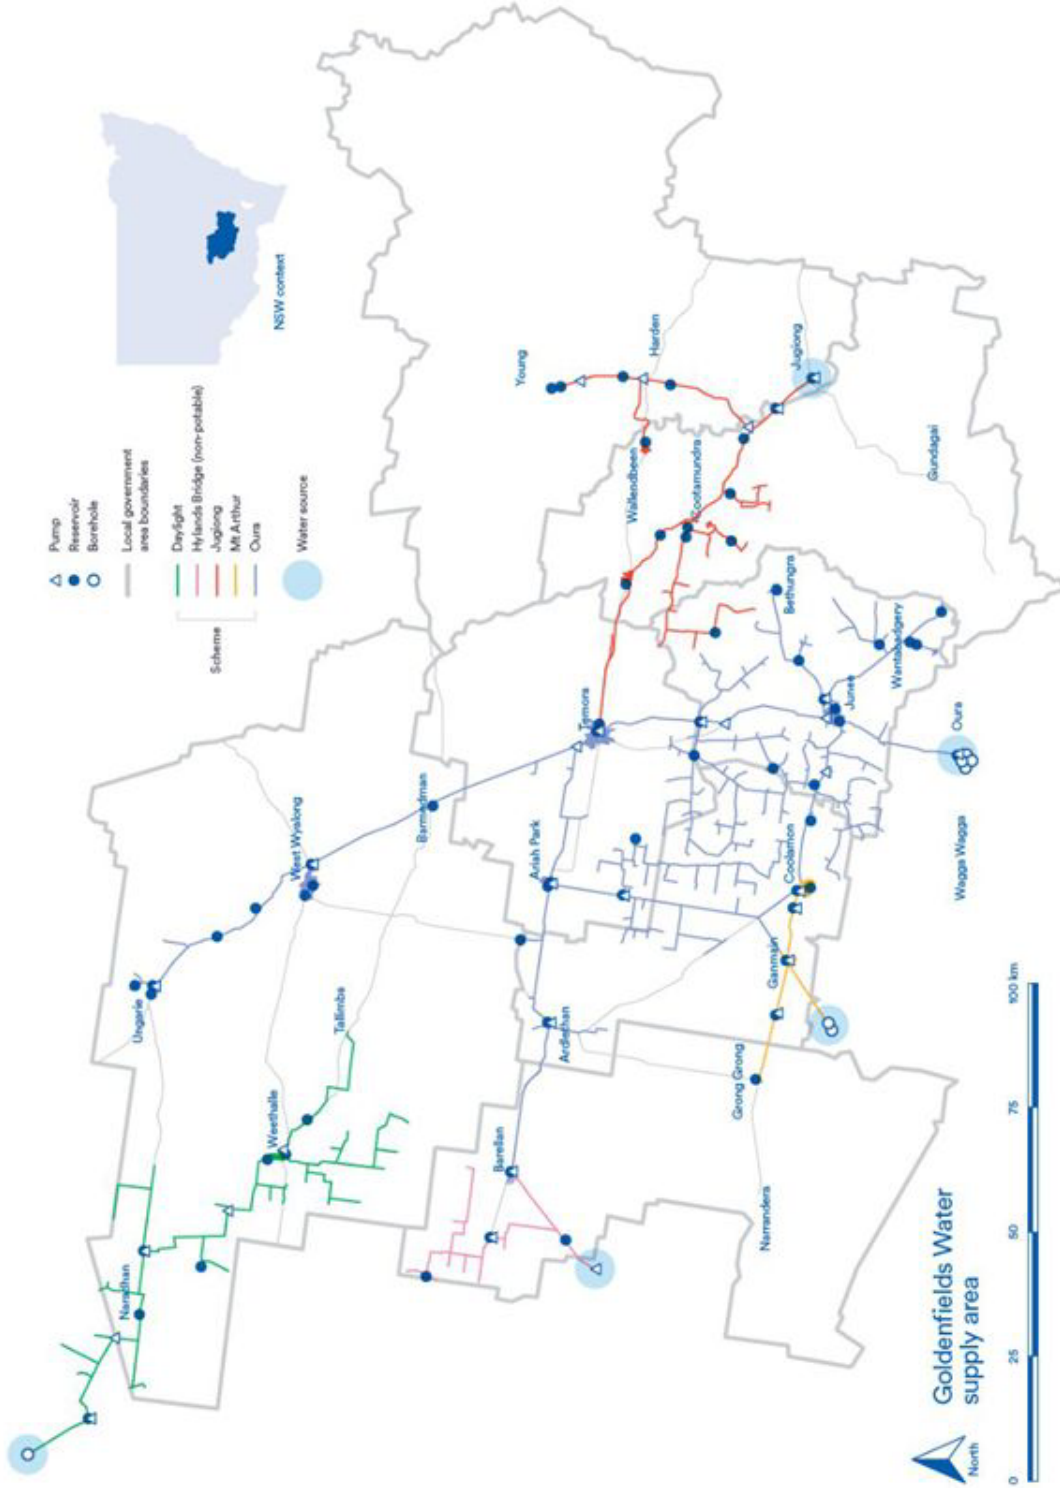 Goldenfields Water
supply area
North
0
25
50
75
100 km
Pump
Reservoir
Borehole
Local government
area boundaries
Scheme
Daylight
Hylands Bridge (non-potable)
Jugiong
Mt Arthur
Oura
Water source
NSW context
Naradhan
Weethalle
Tallimba
Ungarie
West Wyalong
Barmedman
Barellan
Ardlethan
Ariah Park
Temora
Young
Harden
Wallendbeen
Cootamundra
Jugiong
Gundagai
Bethungra
Wantabadgery
Junee
Oura
Wagga Wagga
Coolamon
Ganmain
Grong Grong
Narrandera